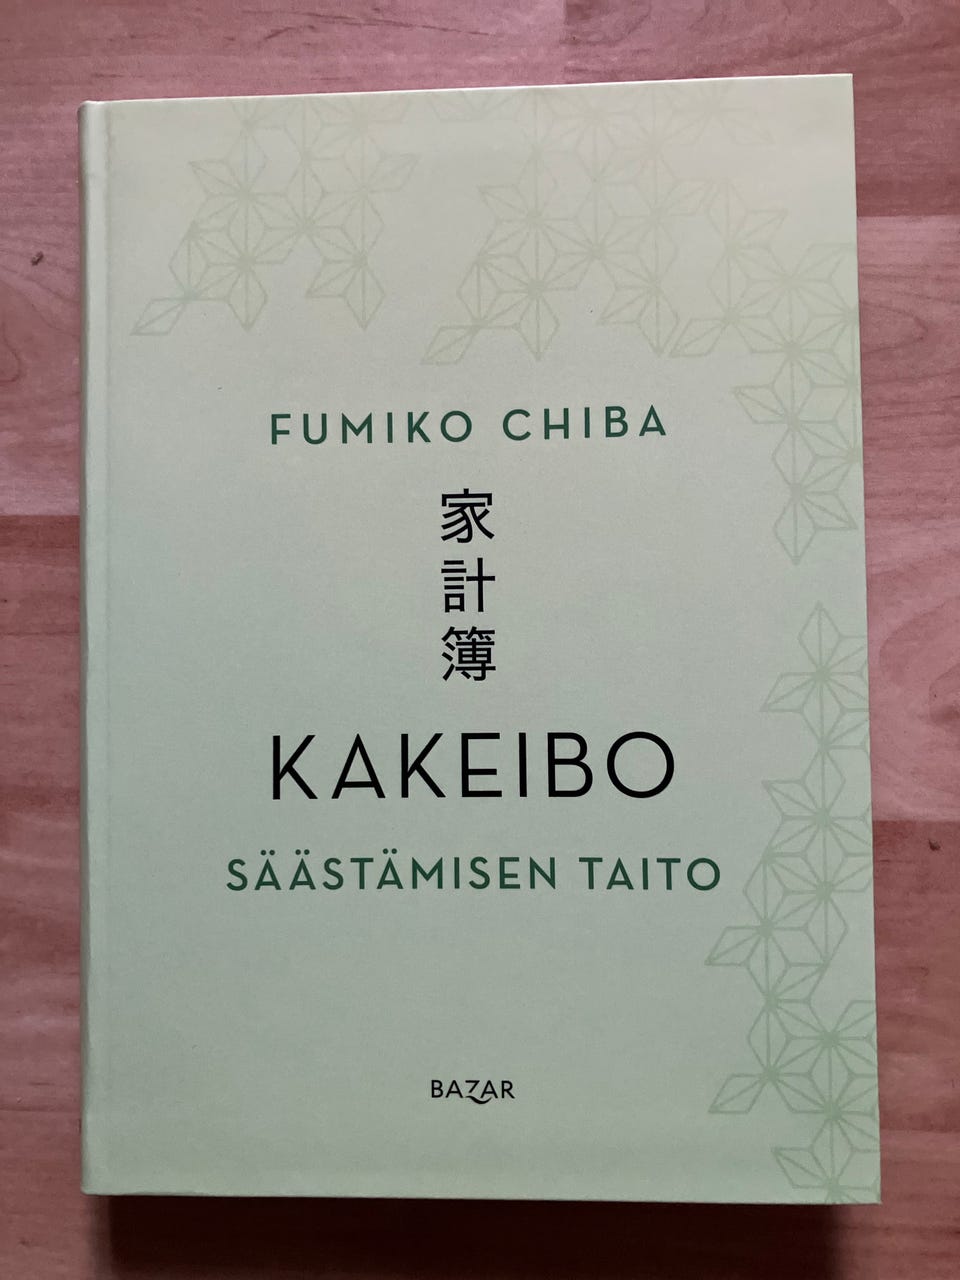 FUMIKO CHIBA
家計簿
KAKEIBO
SÄÄSTÄMISEN TAITO
BAZAR